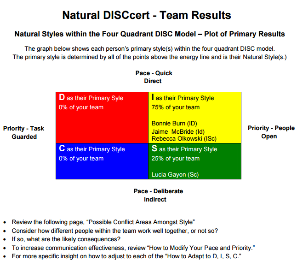 Natural DISCcert - Team Results
Natural Styles within the Four Quadrant DISC Model – Plot of Primary Results
The graph below shows each person's primary style(s) within the four quadrant DISC model.
The primary style is determined by all of the points above the energy line and is their Natural Style(s.)
Pace - Quick
Direct
D as their Primary Style
0% of your team
I as their Primary Style
75% of your team
Bonnie Burn (ID)
Jaime McBride (Id)
Rebecca Olkowski (ISc)
Priority - Task
Guarded
Priority - People
Open
C as their Primary Style
0% of your team
S as their Primary Style
25% of your team
Lucia Gayon (Sc)
Pace - Deliberate
Indirect
• Review the following page, "Possible Conflict Areas Amongst Style"
• Consider how different people within the team work well together, or not so?
• If so, what are the likely consequences?
• To increase communication effectiveness, review "How to Modify Your Pace and Priority."
• For more specific insight on how to adjust to each of the "How to Adapt to D, I, S, C."